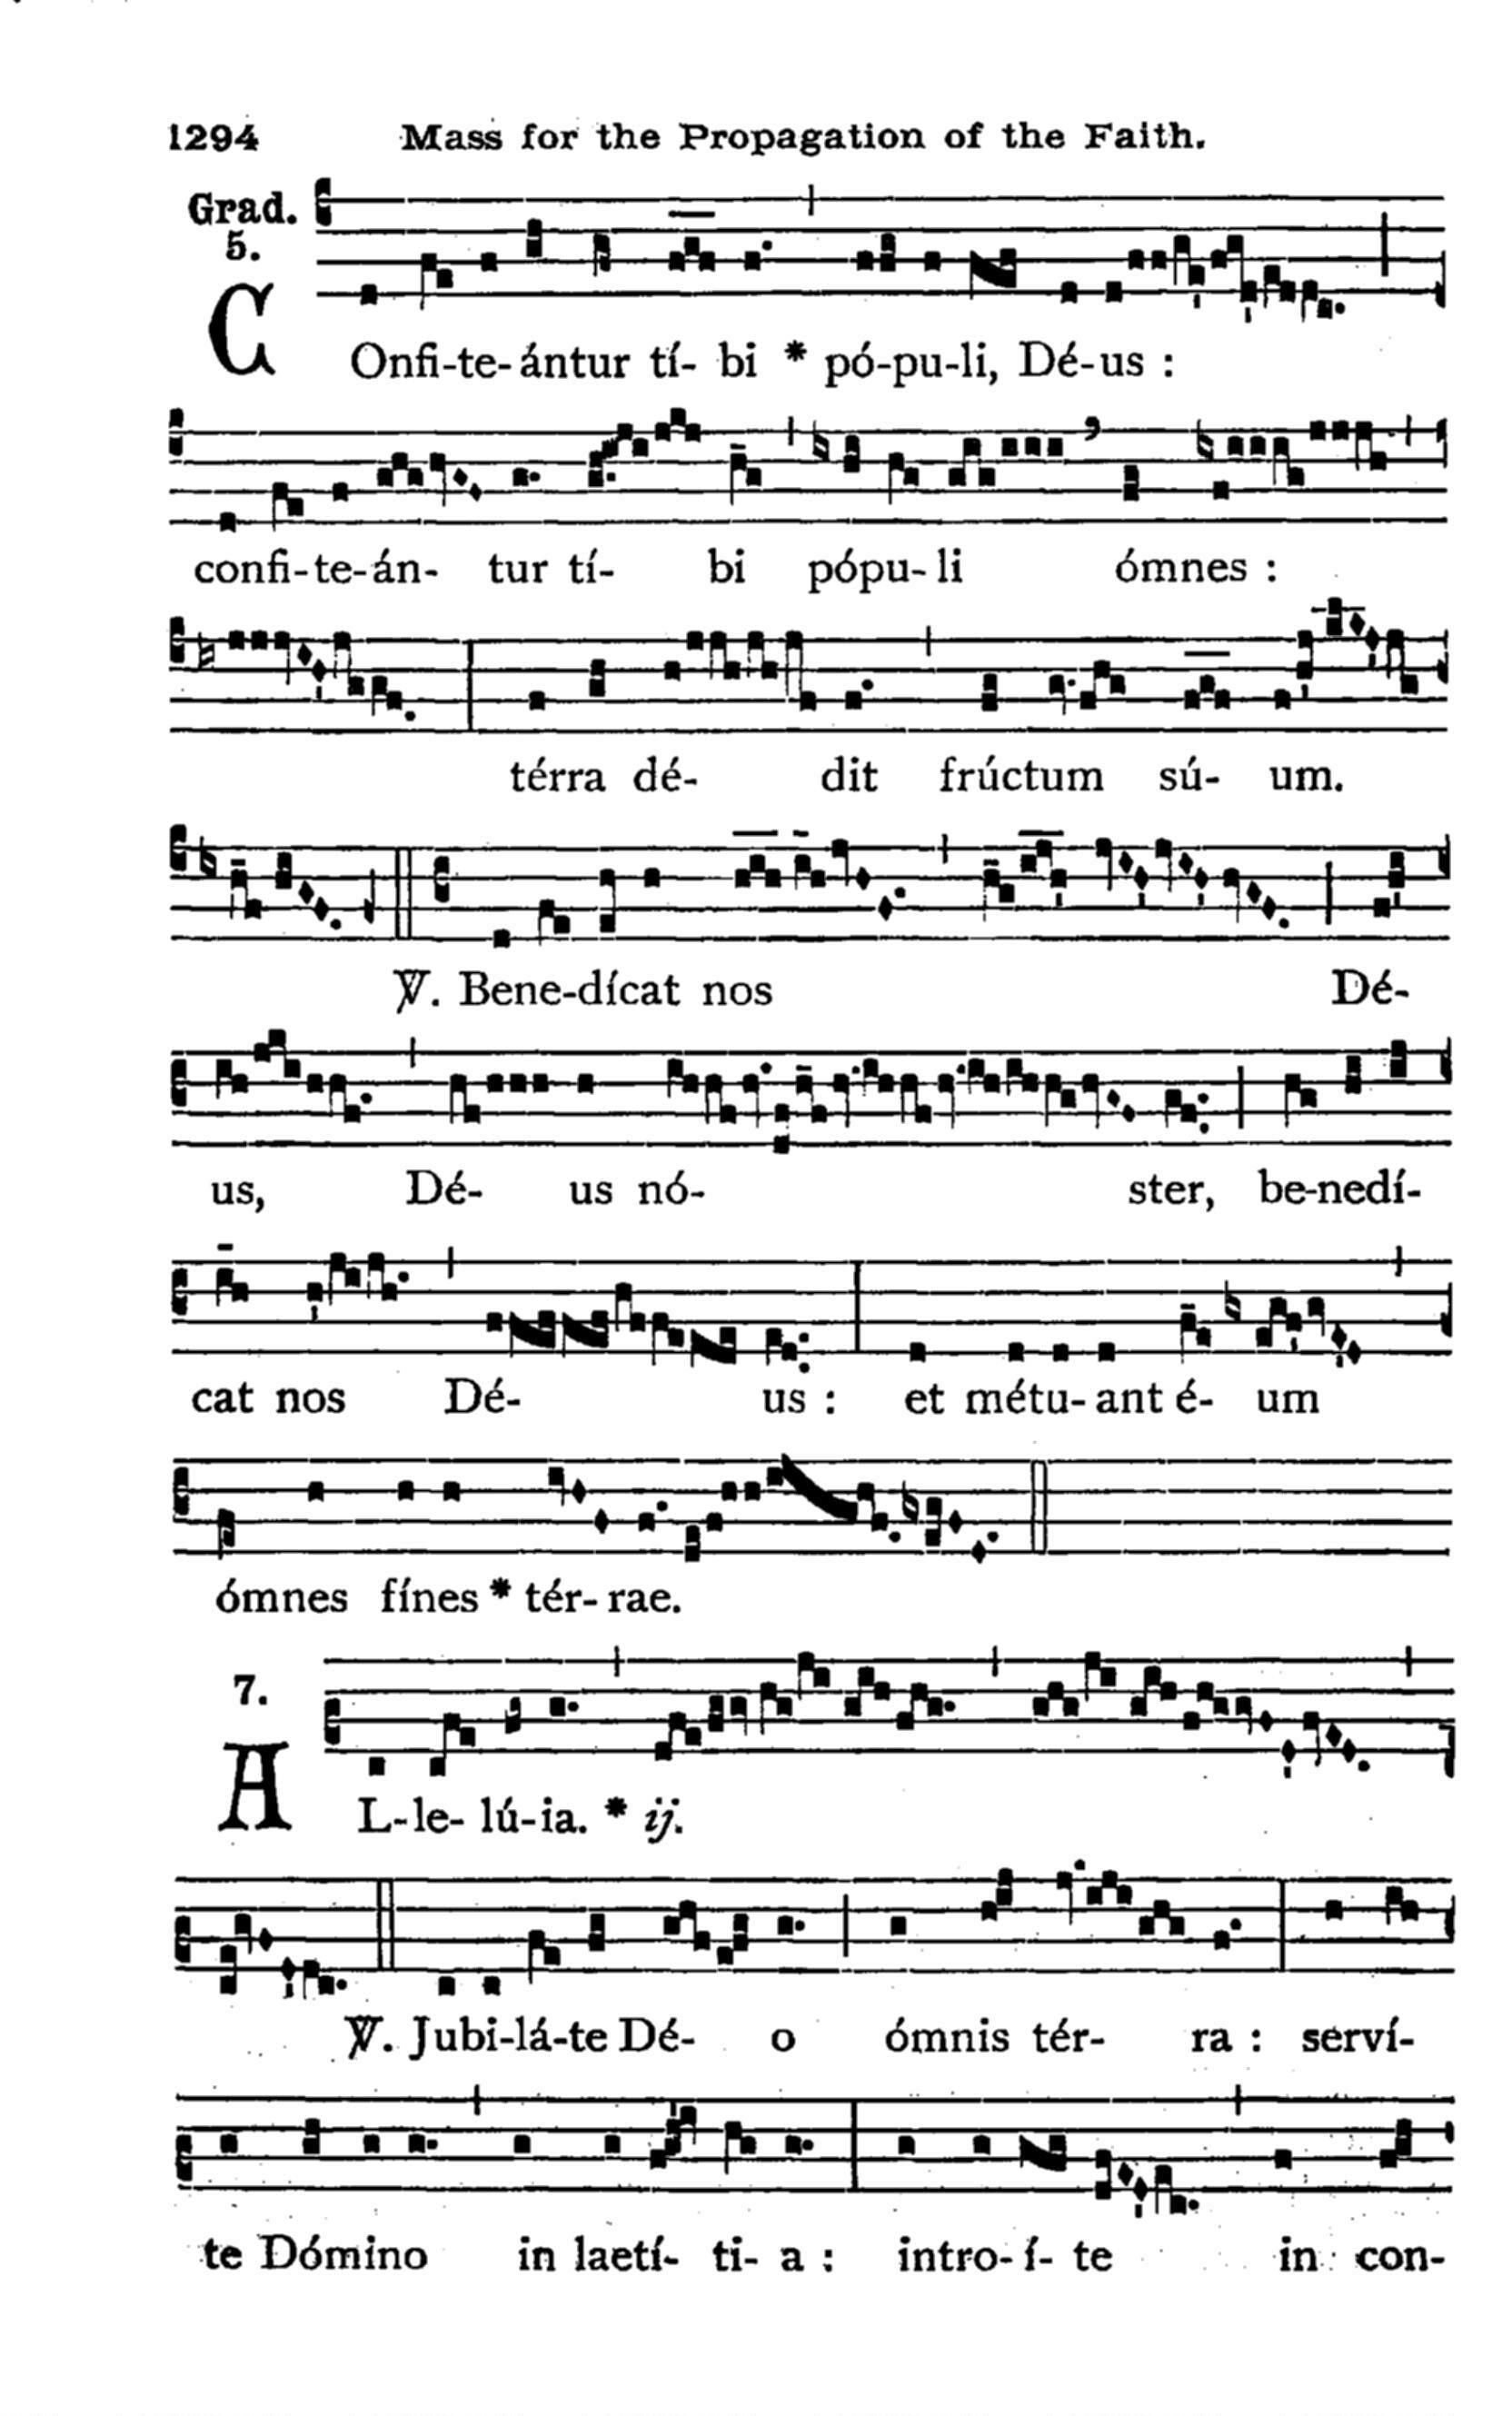 1294 Mass for the Propagation of the Faith.
Grad.
5.
COnfi-te-ántur tí- bi * pó-pu-li, Dé-us :
confi-te-án- tur tí- bi pópu-li ómnes :
térra dé- dit frúctum sú- um.
℣. Bene-dícat nos Dé-
us, Dé- us nó- ster, be-nedí-
cat nos Dé- us : et métu-ant é- um
ómnes fínes * tér-rae.
7.
AL-le-lú-ia. * ij.
℣. Jubi-lá-te Dé- o ómnis tér- ra : serví-
te Dómino in laetí- ti- a : intro-í- te in con-